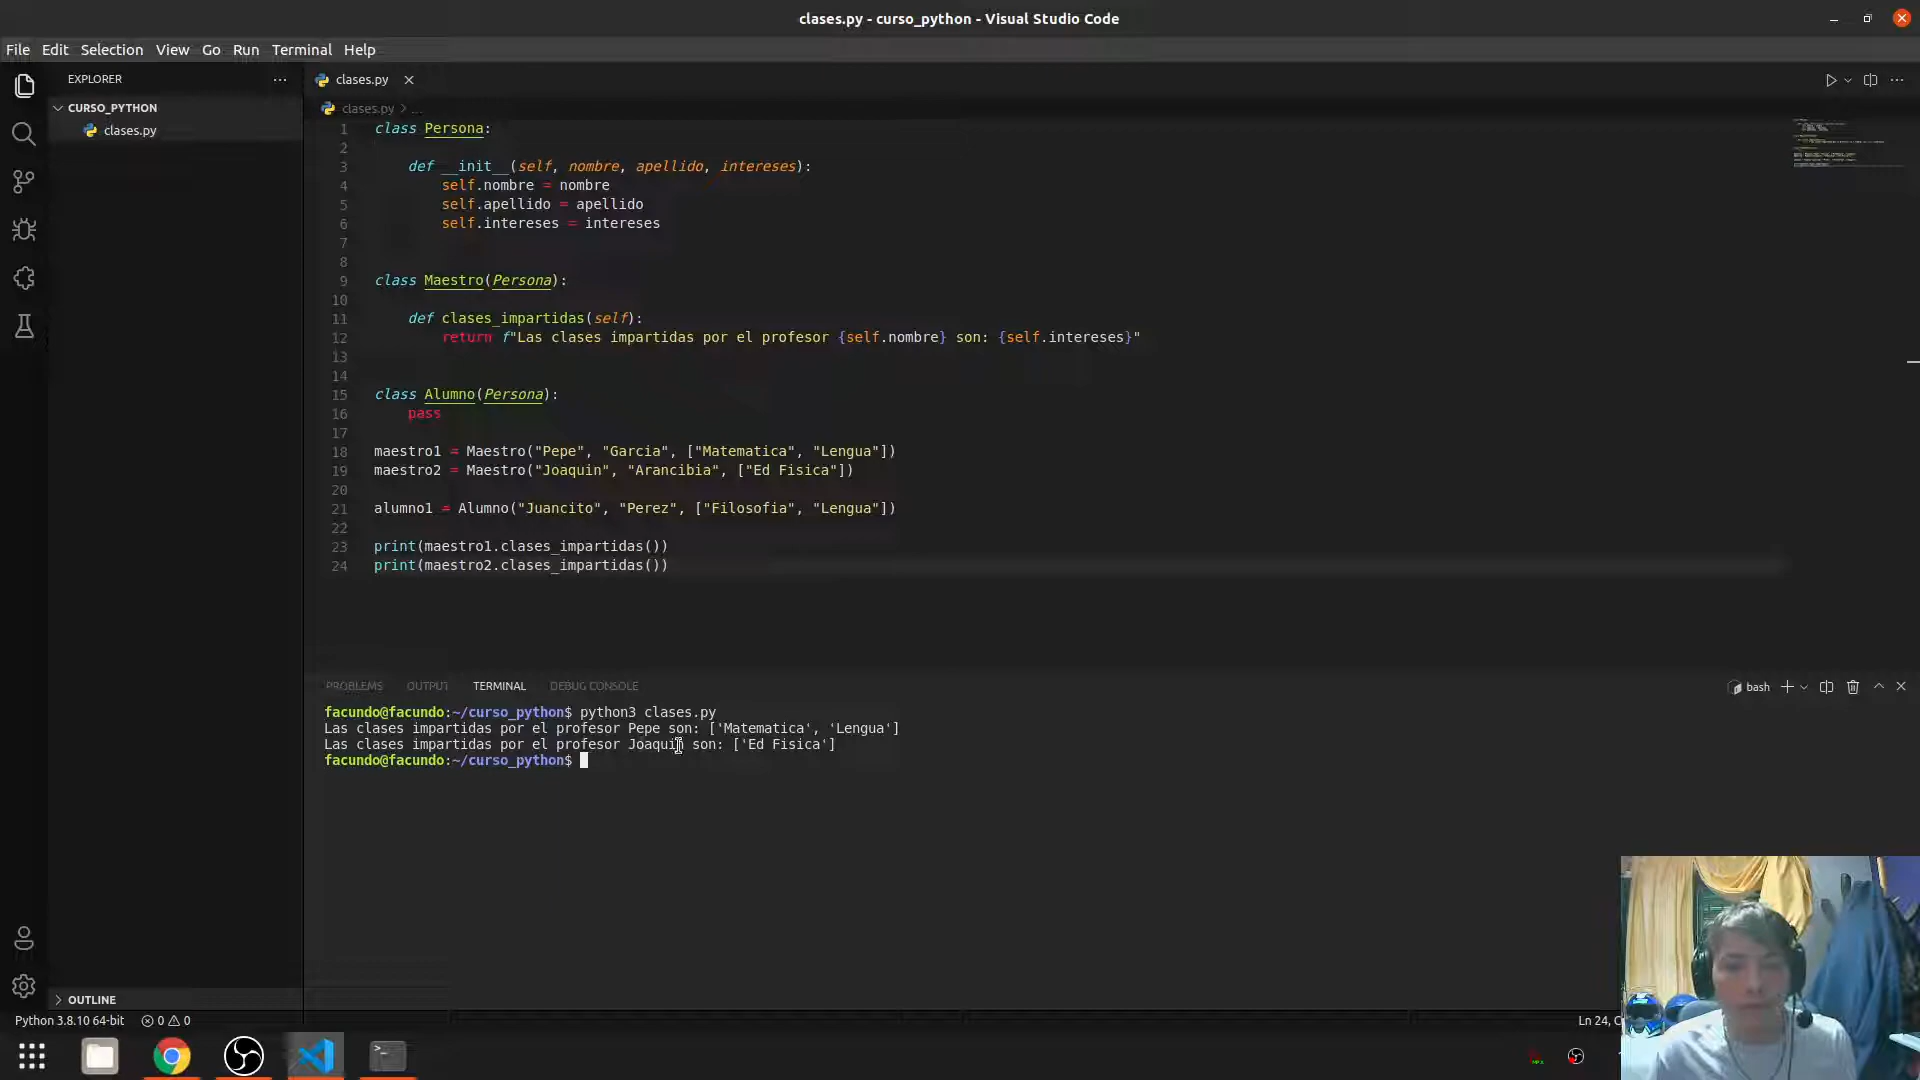 clases.py - curso_python - Visual Studio Code
File Edit Selection View Go Run Terminal Help
EXPLORER
clases.py
CURSO_PYTHON
clases.py
clases.py > ...
1 class Persona:
2
3 def __init__(self, nombre, apellido, intereses):
4 self.nombre = nombre
5 self.apellido = apellido
6 self.intereses = intereses
7
8
9 class Maestro(Persona):
10
11 def clases_impartidas(self):
12 return f"Las clases impartidas por el profesor {self.nombre} son: {self.intereses}"
13
14
15 class Alumno(Persona):
16 pass
17
18 maestro1 = Maestro("Pepe", "Garcia", ["Matematica", "Lengua"])
19 maestro2 = Maestro("Joaquin", "Arancibia", ["Ed Fisica"])
20
21 alumno1 = Alumno("Juancito", "Perez", ["Filosofia", "Lengua"])
22
23 print(maestro1.clases_impartidas())
24 print(maestro2.clases_impartidas())
PROBLEMS OUTPUT TERMINAL DEBUG CONSOLE
bash
facundo@facundo:~/curso_python$ python3 clases.py
Las clases impartidas por el profesor Pepe son: ['Matematica', 'Lengua']
Las clases impartidas por el profesor Joaquin son: ['Ed Fisica']
facundo@facundo:~/curso_python$
OUTLINE
Python 3.8.10 64-bit 0 0
Ln 24,